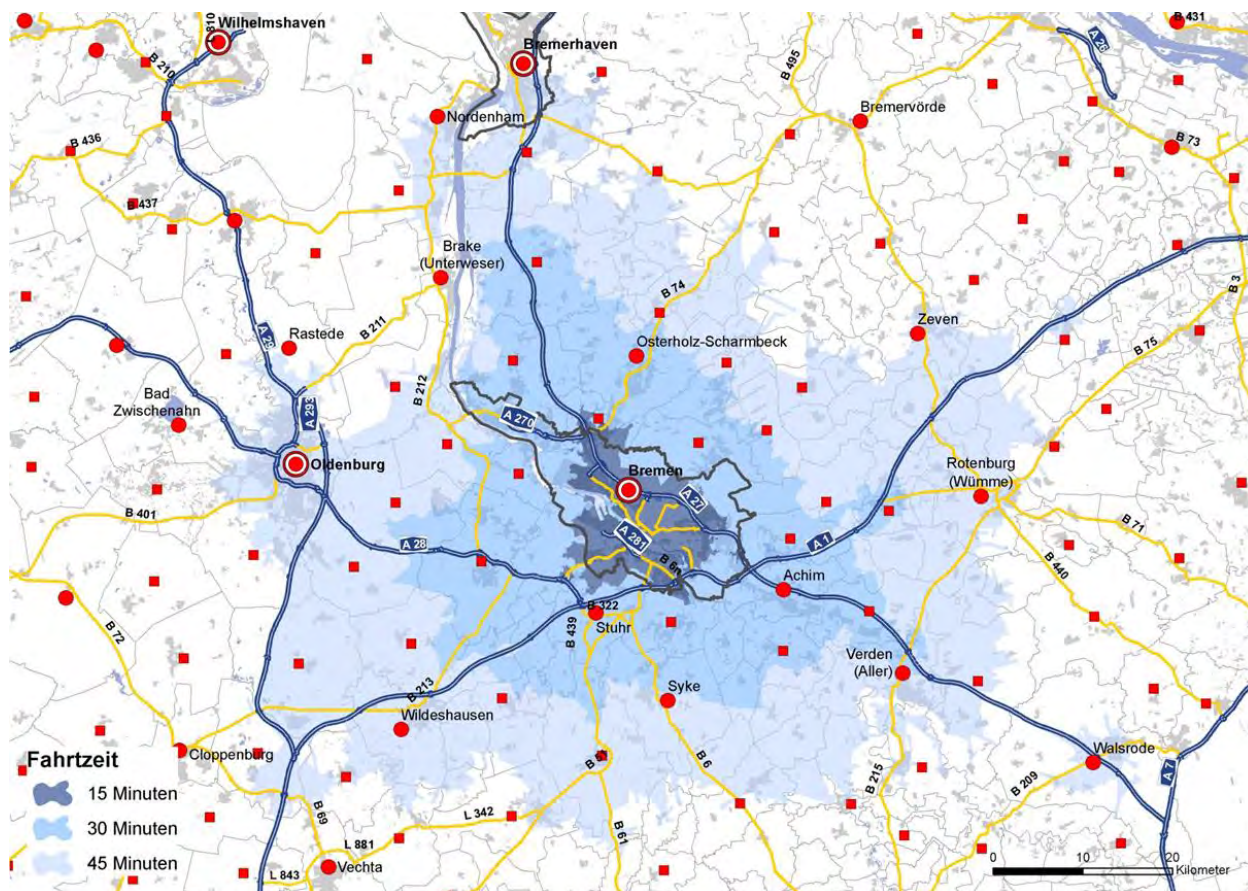 Wilhelmshaven
B 210
Bremerhaven
B 431
A 26
B 495
Nordenham
Bremervörde
B 73
B 436
B 437
Brake
(Unterweser)
B 74
B 3
Zeven
Rastede
B 211
Osterholz-Scharmbeck
B 75
Bad
Zwischenahn
A 293
B 212
A 270
Oldenburg
Bremen
A 27
Rotenburg
(Wümme)
B 401
B 71
A 28
A 281
A 1
B 6n
B 440
Achim
B 72
B 322
Stuhr
B 439
Verden
(Aller)
B 213
Syke
Wildeshausen
Cloppenburg
Walsrode
B 6
B 215
A 7
B 209
B 69
L 342
B 61
L 881
L 843
Vechta
Fahrtzeit
15 Minuten
30 Minuten
45 Minuten
0 10 20
Kilometer